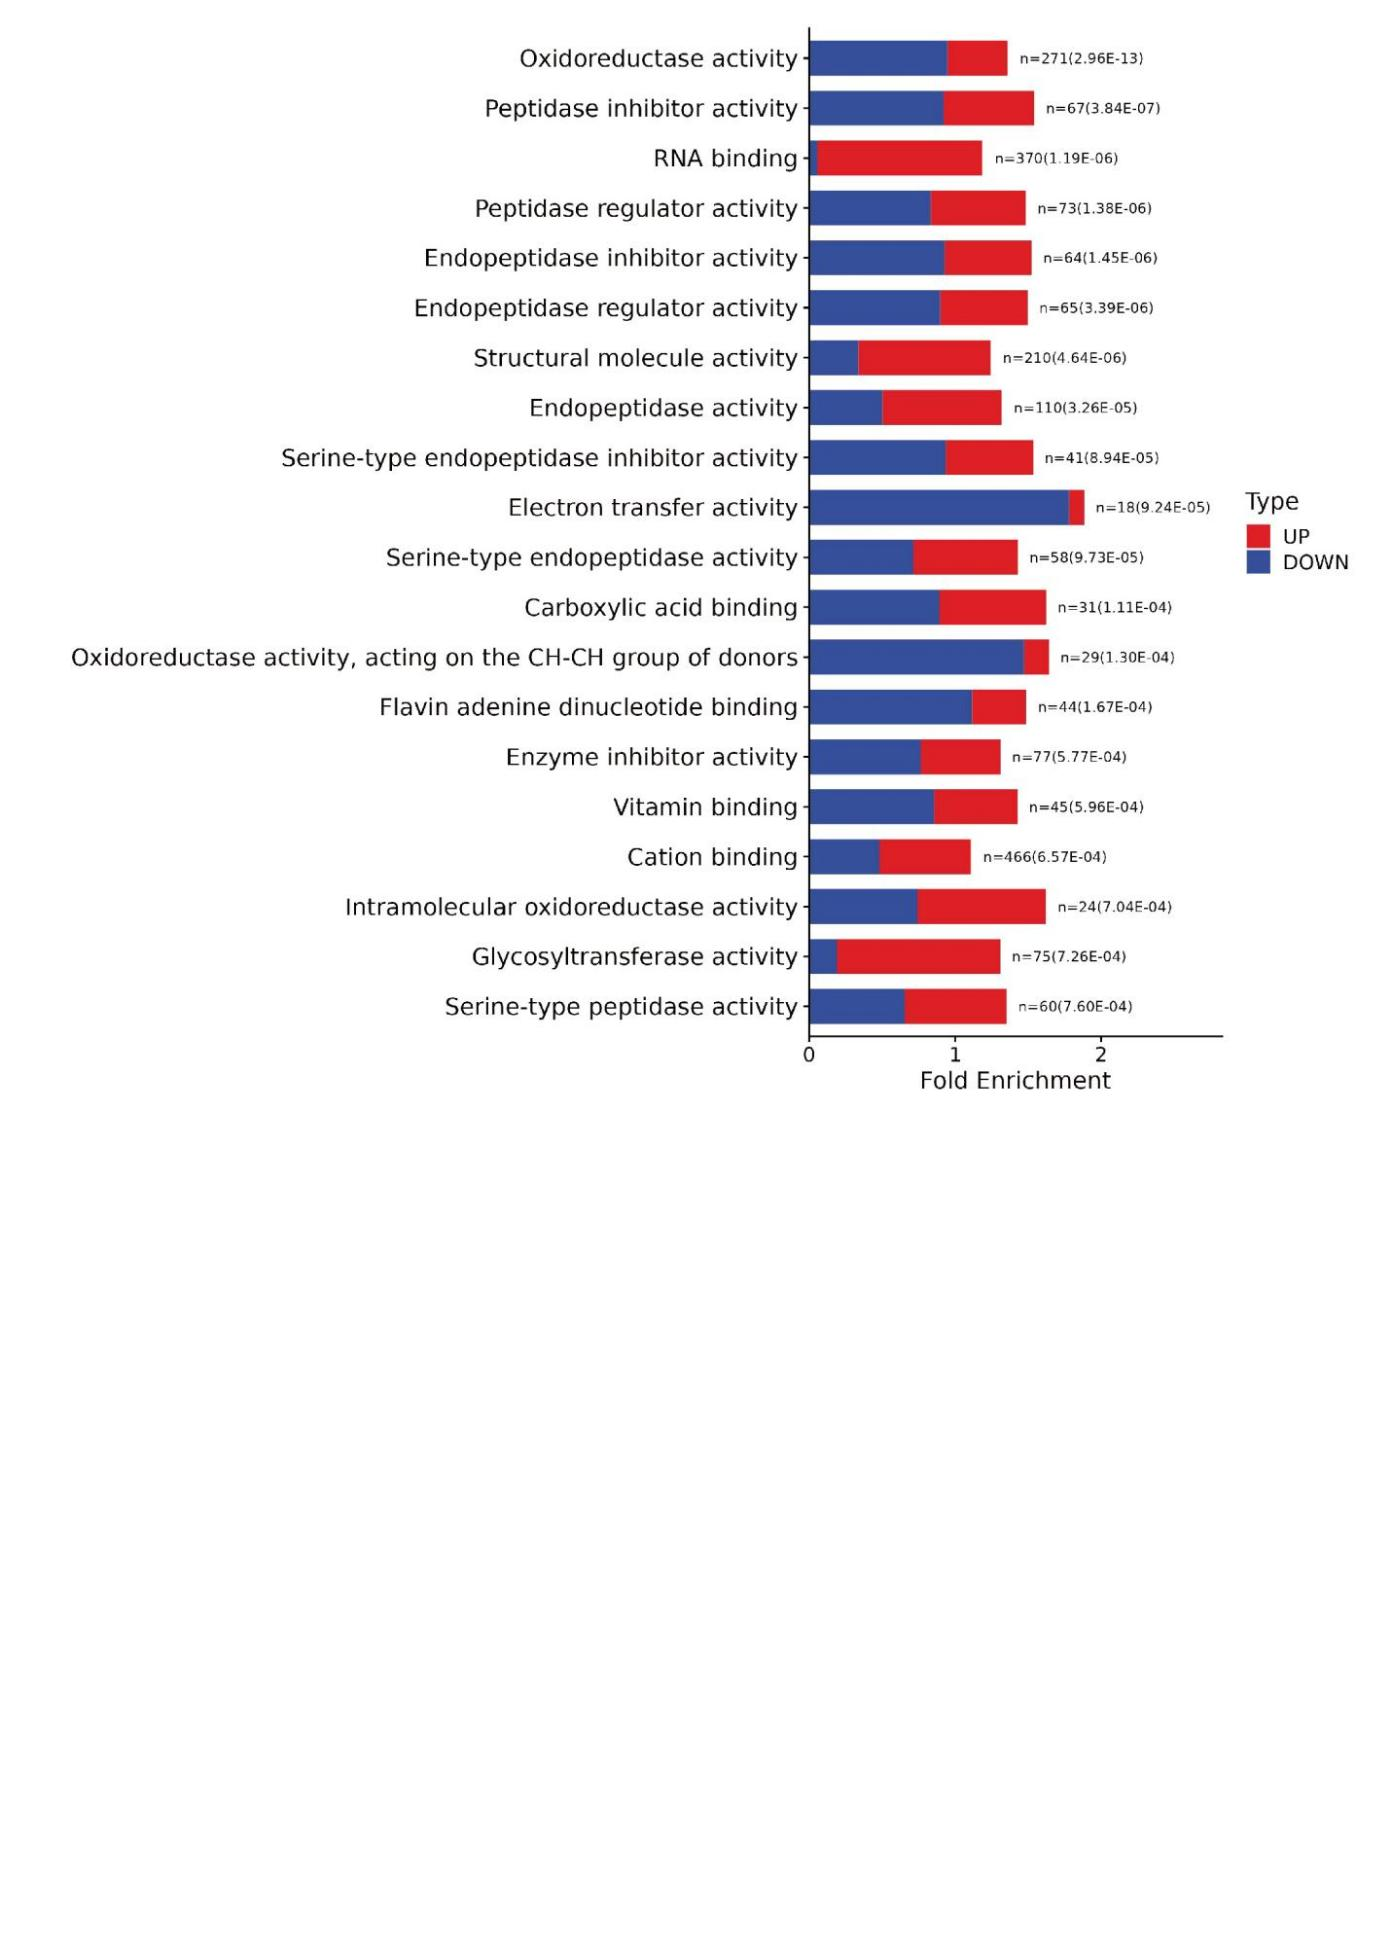 Oxidoreductase activity n=271(2.96E-13)
Peptidase inhibitor activity n=67(3.84E-07)
RNA binding n=370(1.19E-06)
Peptidase regulator activity n=73(1.38E-06)
Endopeptidase inhibitor activity n=64(1.45E-06)
Endopeptidase regulator activity n=65(3.39E-06)
Structural molecule activity n=210(4.64E-06)
Endopeptidase activity n=110(3.26E-05)
Serine-type endopeptidase inhibitor activity n=41(8.94E-05)
Electron transfer activity n=18(9.24E-05)
Serine-type endopeptidase activity n=58(9.73E-05)
Carboxylic acid binding n=31(1.11E-04)
Oxidoreductase activity, acting on the CH-CH group of donors n=29(1.30E-04)
Flavin adenine dinucleotide binding n=44(1.67E-04)
Enzyme inhibitor activity n=77(5.77E-04)
Vitamin binding n=45(5.96E-04)
Cation binding n=466(6.57E-04)
Intramolecular oxidoreductase activity n=24(7.04E-04)
Glycosyltransferase activity n=75(7.26E-04)
Serine-type peptidase activity n=60(7.60E-04)
0 1 2
Fold Enrichment
Type
UP
DOWN